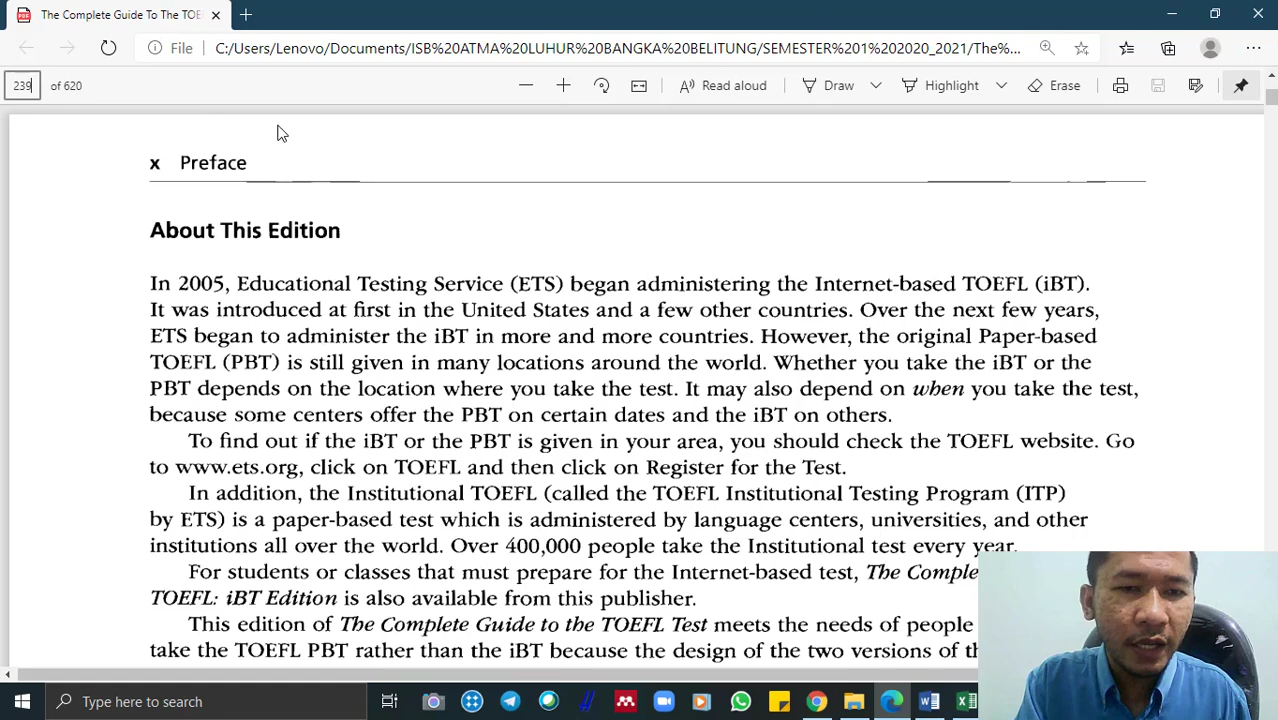 The Complete Guide To The TOE
File
C:/Users/Lenovo/Documents/ISB%20ATMA%20LUHUR%20BANGKA%20BELITUNG/SEMESTER%201%202020_2021/The%...
239 of 620
Read aloud
Draw
Highlight
Erase
x Preface
About This Edition
In 2005, Educational Testing Service (ETS) began administering the Internet-based TOEFL (iBT).
It was introduced at first in the United States and a few other countries. Over the next few years,
ETS began to administer the iBT in more and more countries. However, the original Paper-based
TOEFL (PBT) is still given in many locations around the world. Whether you take the iBT or the
PBT depends on the location where you take the test. It may also depend on when you take the test,
because some centers offer the PBT on certain dates and the iBT on others.
To find out if the iBT or the PBT is given in your area, you should check the TOEFL website. Go
to www.ets.org, click on TOEFL and then click on Register for the Test.
In addition, the Institutional TOEFL (called the TOEFL Institutional Testing Program (ITP)
by ETS) is a paper-based test which is administered by language centers, universities, and other
institutions all over the world. Over 400,000 people take the Institutional test every year.
For students or classes that must prepare for the Internet-based test, The Comple
TOEFL: iBT Edition is also available from this publisher.
This edition of The Complete Guide to the TOEFL Test meets the needs of people
take the TOEFL PBT rather than the iBT because the design of the two versions of th
Type here to search